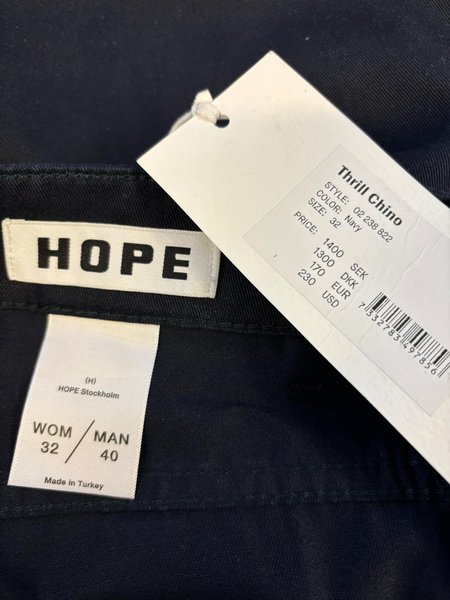 HOPE
(H)
HOPE Stockholm
WOM / MAN
32 40
Made in Turkey
Thrill Chino
STYLE: 02 238 822
COLOR: Navy
SIZE: 32
PRICE: 1400 SEK
1300 DKK
170 EUR
230 USD
7332783497856